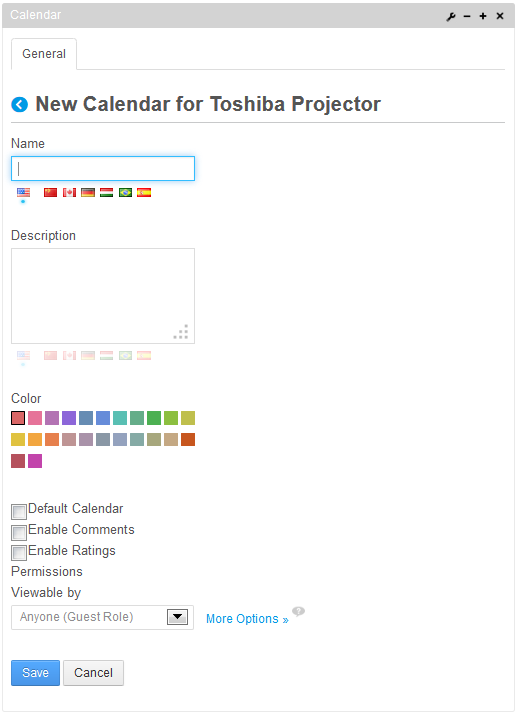 Calendar
General
New Calendar for Toshiba Projector
Name
Description
Color
Default Calendar
Enable Comments
Enable Ratings
Permissions
Viewable by
Anyone (Guest Role) More Options » ?
Save Cancel